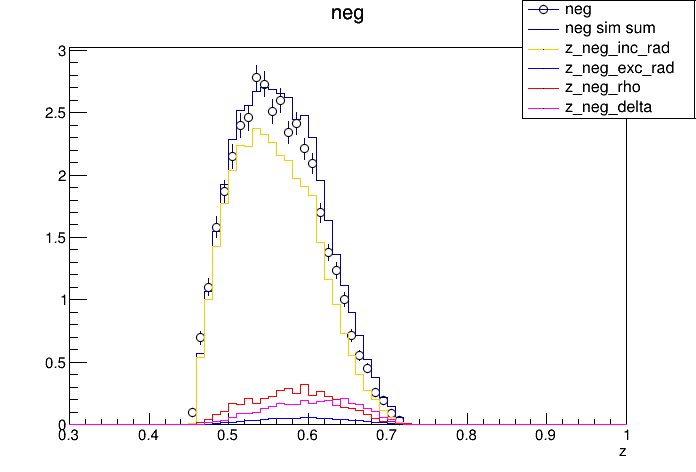 neg
neg
neg sim sum
z_neg_inc_rad
z_neg_exc_rad
z_neg_rho
z_neg_delta
3
2.5
2
1.5
1
0.5
0
0.3 0.4 0.5 0.6 0.7 0.8 0.9 1
z